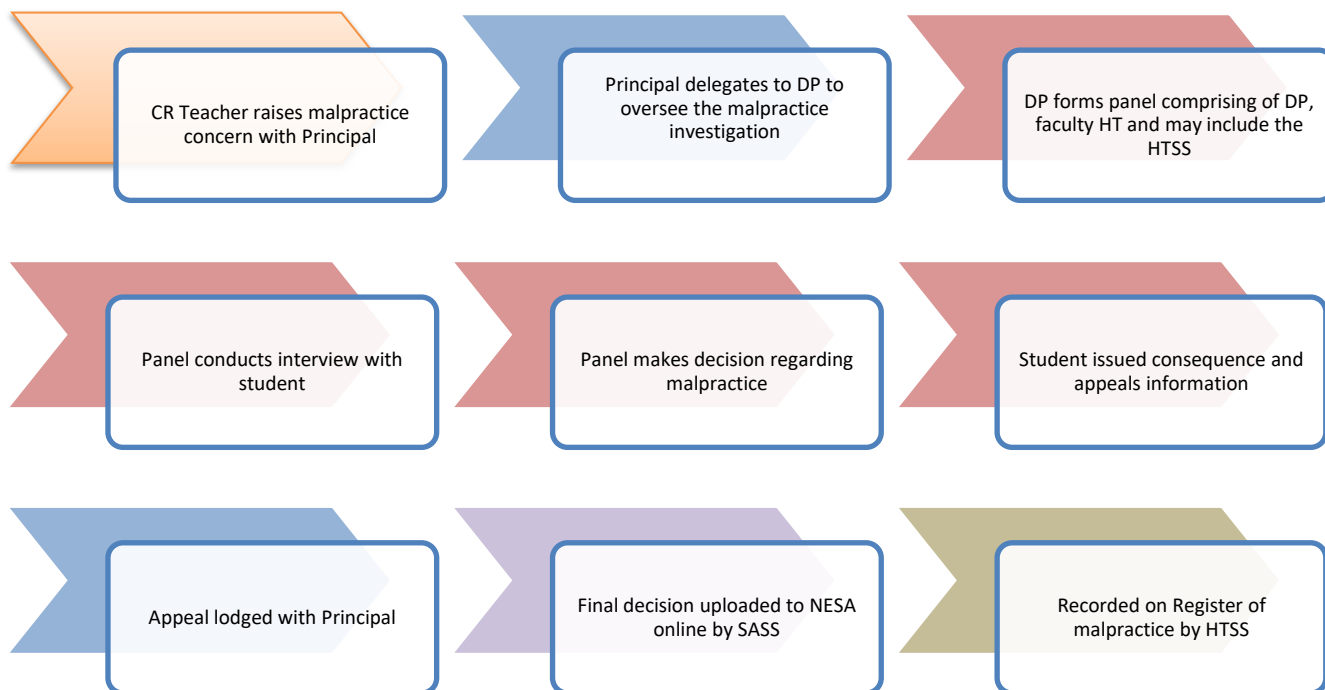 CR Teacher raises malpractice
concern with Principal
Principal delegates to DP to
oversee the malpractice
investigation
DP forms panel comprising of DP,
faculty HT and may include the
HTSS
Panel conducts interview with
student
Panel makes decision regarding
malpractice
Student issued consequence and
appeals information
Appeal lodged with Principal
Final decision uploaded to NESA
online by SASS
Recorded on Register of
malpractice by HTSS